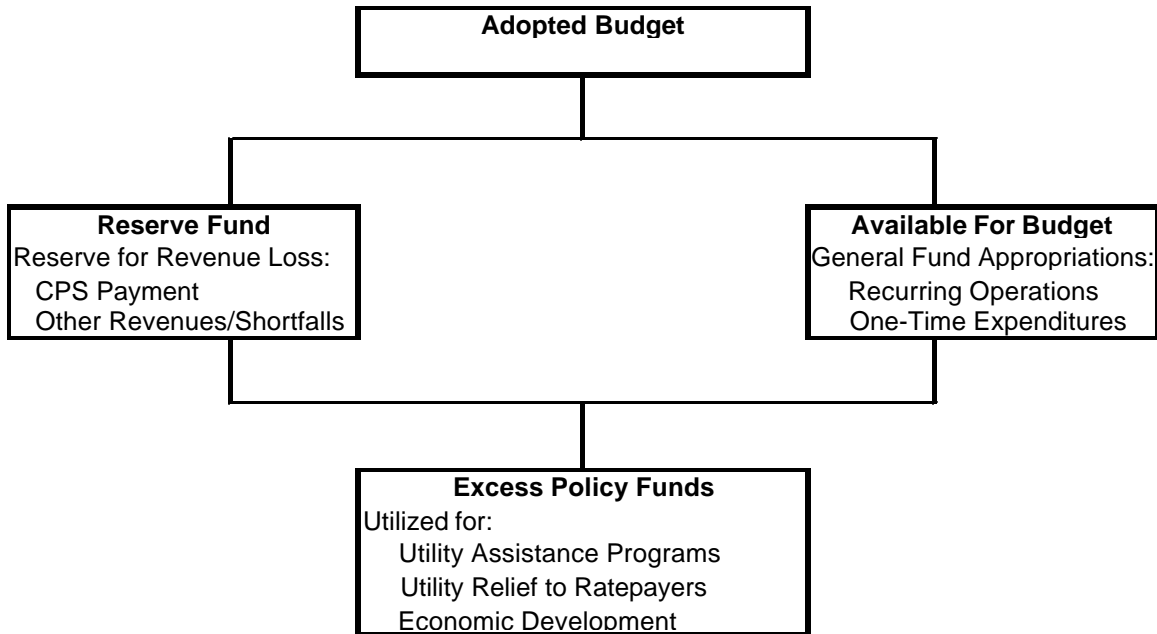 Adopted Budget
Reserve Fund
Reserve for Revenue Loss:
CPS Payment
Other Revenues/Shortfalls
Available For Budget
General Fund Appropriations:
Recurring Operations
One-Time Expenditures
Excess Policy Funds
Utilized for:
Utility Assistance Programs
Utility Relief to Ratepayers
Economic Development